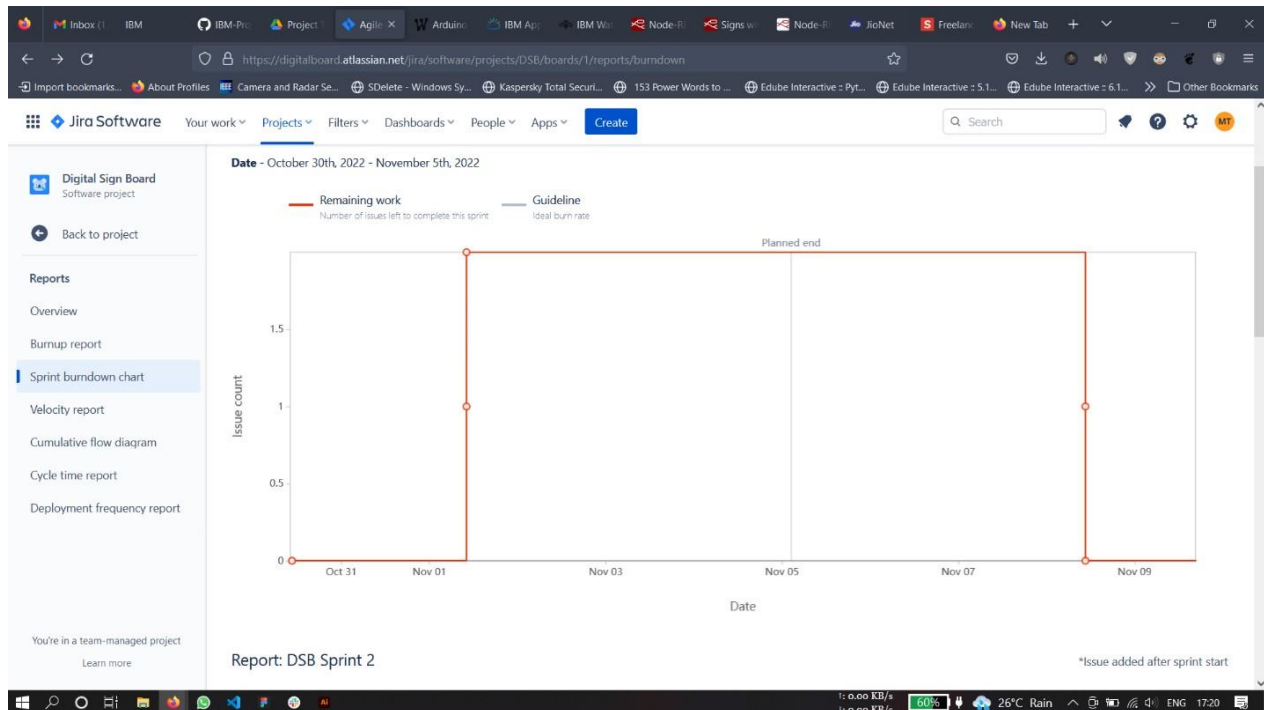 Inbox (1
IBM
IBM-Pro
Project
Agile
Arduino
IBM App
IBM Wat
Node-R
Signs w
Node-R
JioNet
Freelanc
New Tab
https://digitalboard.atlassian.net/jira/software/projects/DSB/boards/1/reports/burndown
Import bookmarks...
About Profiles
Camera and Radar Se...
SDelete - Windows Sy...
Kaspersky Total Securi...
153 Power Words to ...
Edube Interactive :: Pyt...
Edube Interactive :: 5.1...
Edube Interactive :: 6.1...
Other Bookmarks
Jira Software
Your work
Projects
Filters
Dashboards
People
Apps
Create
Search
MT
Digital Sign Board
Software project
Back to project
Reports
Overview
Burnup report
Sprint burndown chart
Velocity report
Cumulative flow diagram
Cycle time report
Deployment frequency report
You're in a team-managed project
Learn more
Date - October 30th, 2022 - November 5th, 2022
Remaining work
Number of issues left to complete this sprint
Guideline
Ideal burn rate
Planned end
1.5
1
0.5
0
Issue count
Oct 31
Nov 01
Nov 03
Nov 05
Nov 07
Nov 09
Date
Report: DSB Sprint 2
*Issue added after sprint start
0.00 KB/s
60%
26°C Rain
ENG
17:20